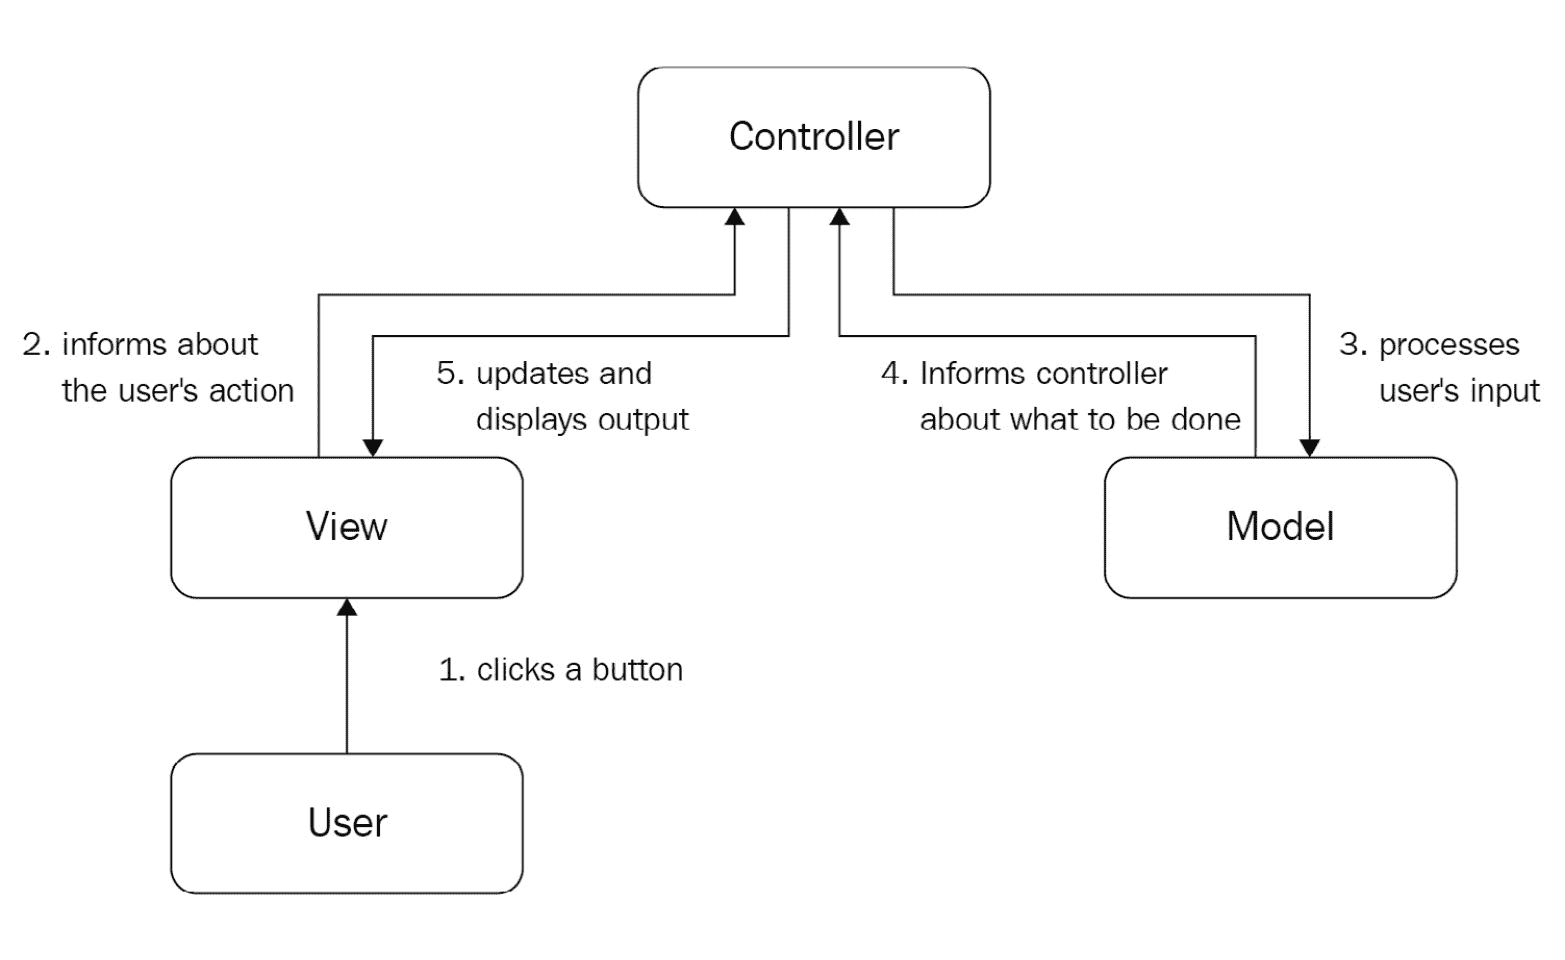 Controller
2. informs about
the user's action
5. updates and
displays output
4. Informs controller
about what to be done
3. processes
user's input
View
Model
1. clicks a button
User